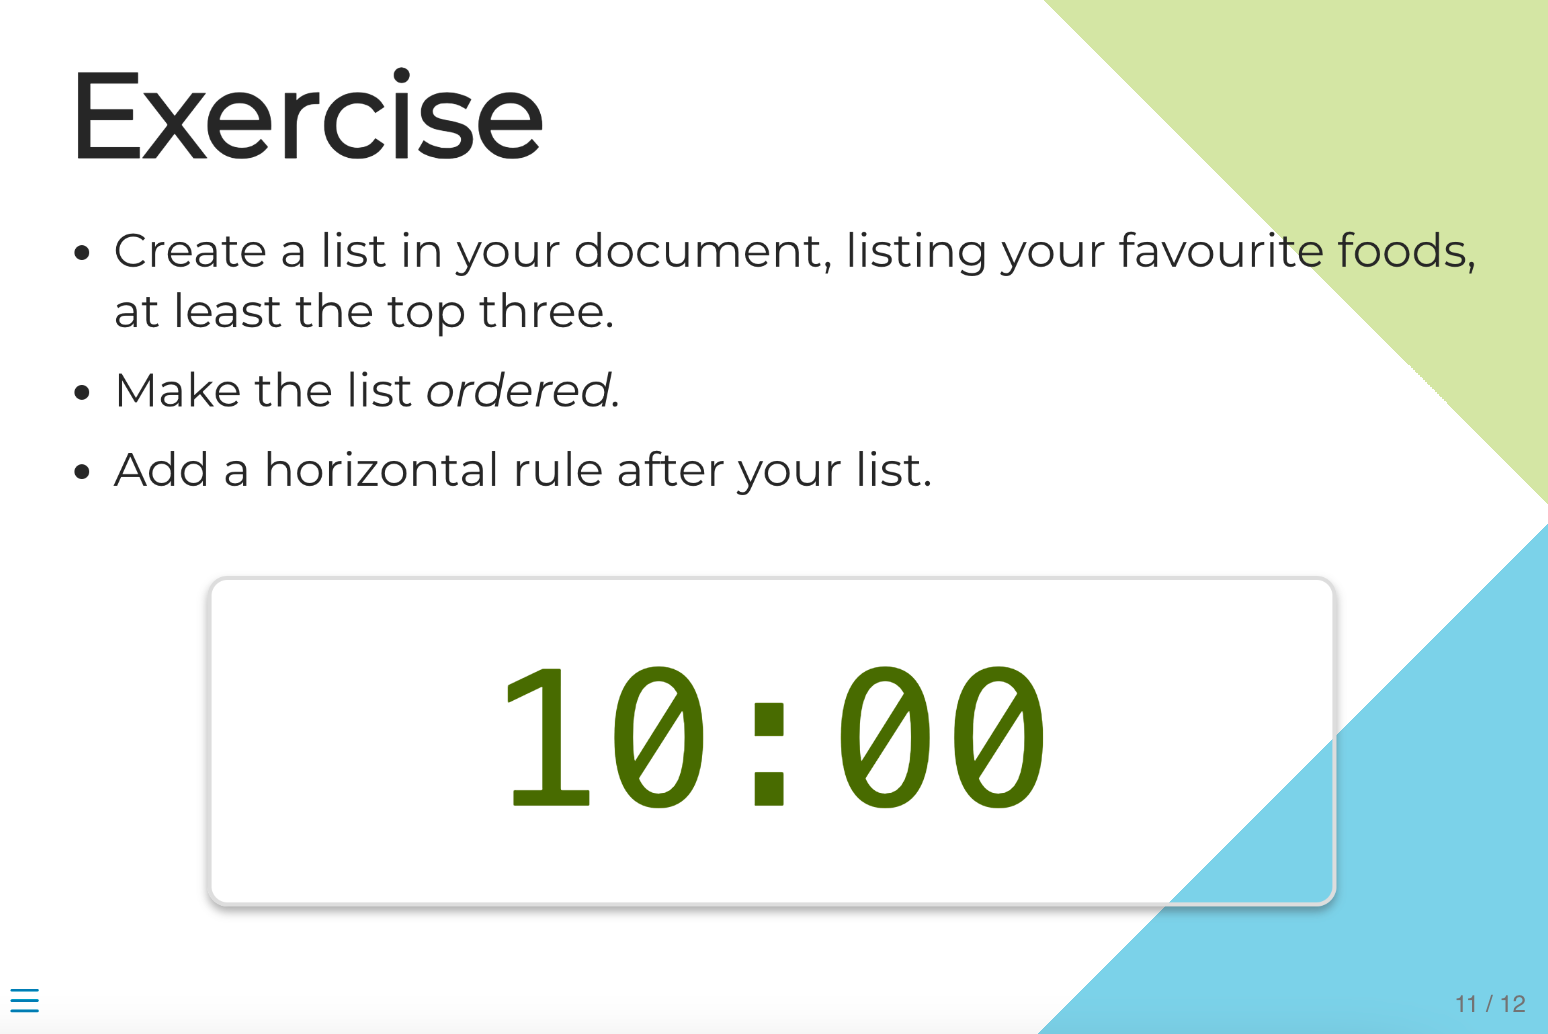 Exercise
• Create a list in your document, listing your favourite foods,
at least the top three.
• Make the list ordered.
• Add a horizontal rule after your list.
10:00
11 / 12